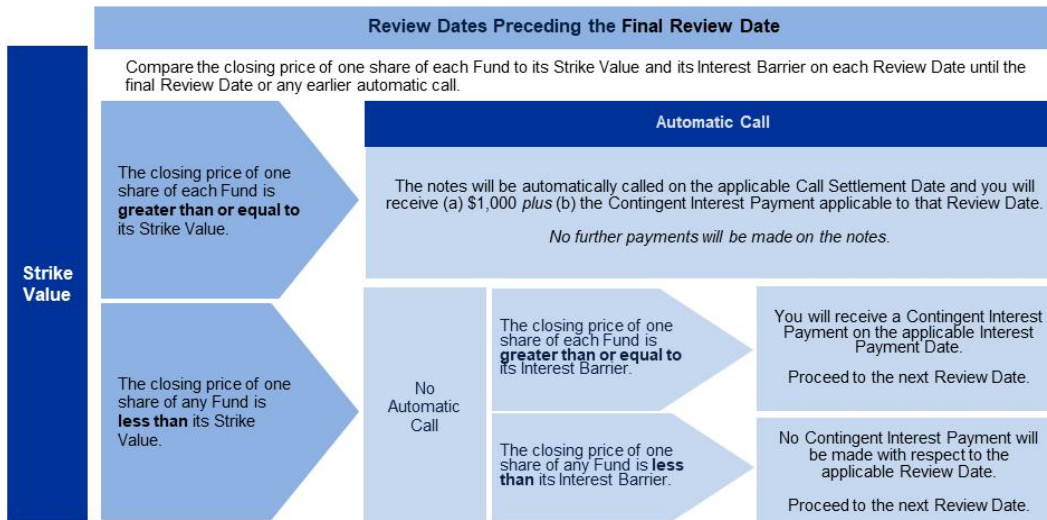 Review Dates Preceding the Final Review Date
Compare the closing price of one share of each Fund to its Strike Value and its Interest Barrier on each Review Date until the
final Review Date or any earlier automatic call.
Strike
Value
The closing price of one
share of each Fund is
greater than or equal to
its Strike Value.
Automatic Call
The notes will be automatically called on the applicable Call Settlement Date and you will
receive (a) $1,000 plus (b) the Contingent Interest Payment applicable to that Review Date.
No further payments will be made on the notes.
The closing price of one
share of any Fund is
less than its Strike
Value.
No
Automatic
Call
The closing price of one
share of each Fund is
greater than or equal to
its Interest Barrier.
You will receive a Contingent Interest
Payment on the applicable Interest
Payment Date.
Proceed to the next Review Date.
The closing price of one
share of any Fund is less
than its Interest Barrier.
No Contingent Interest Payment will
be made with respect to the
applicable Review Date.
Proceed to the next Review Date.